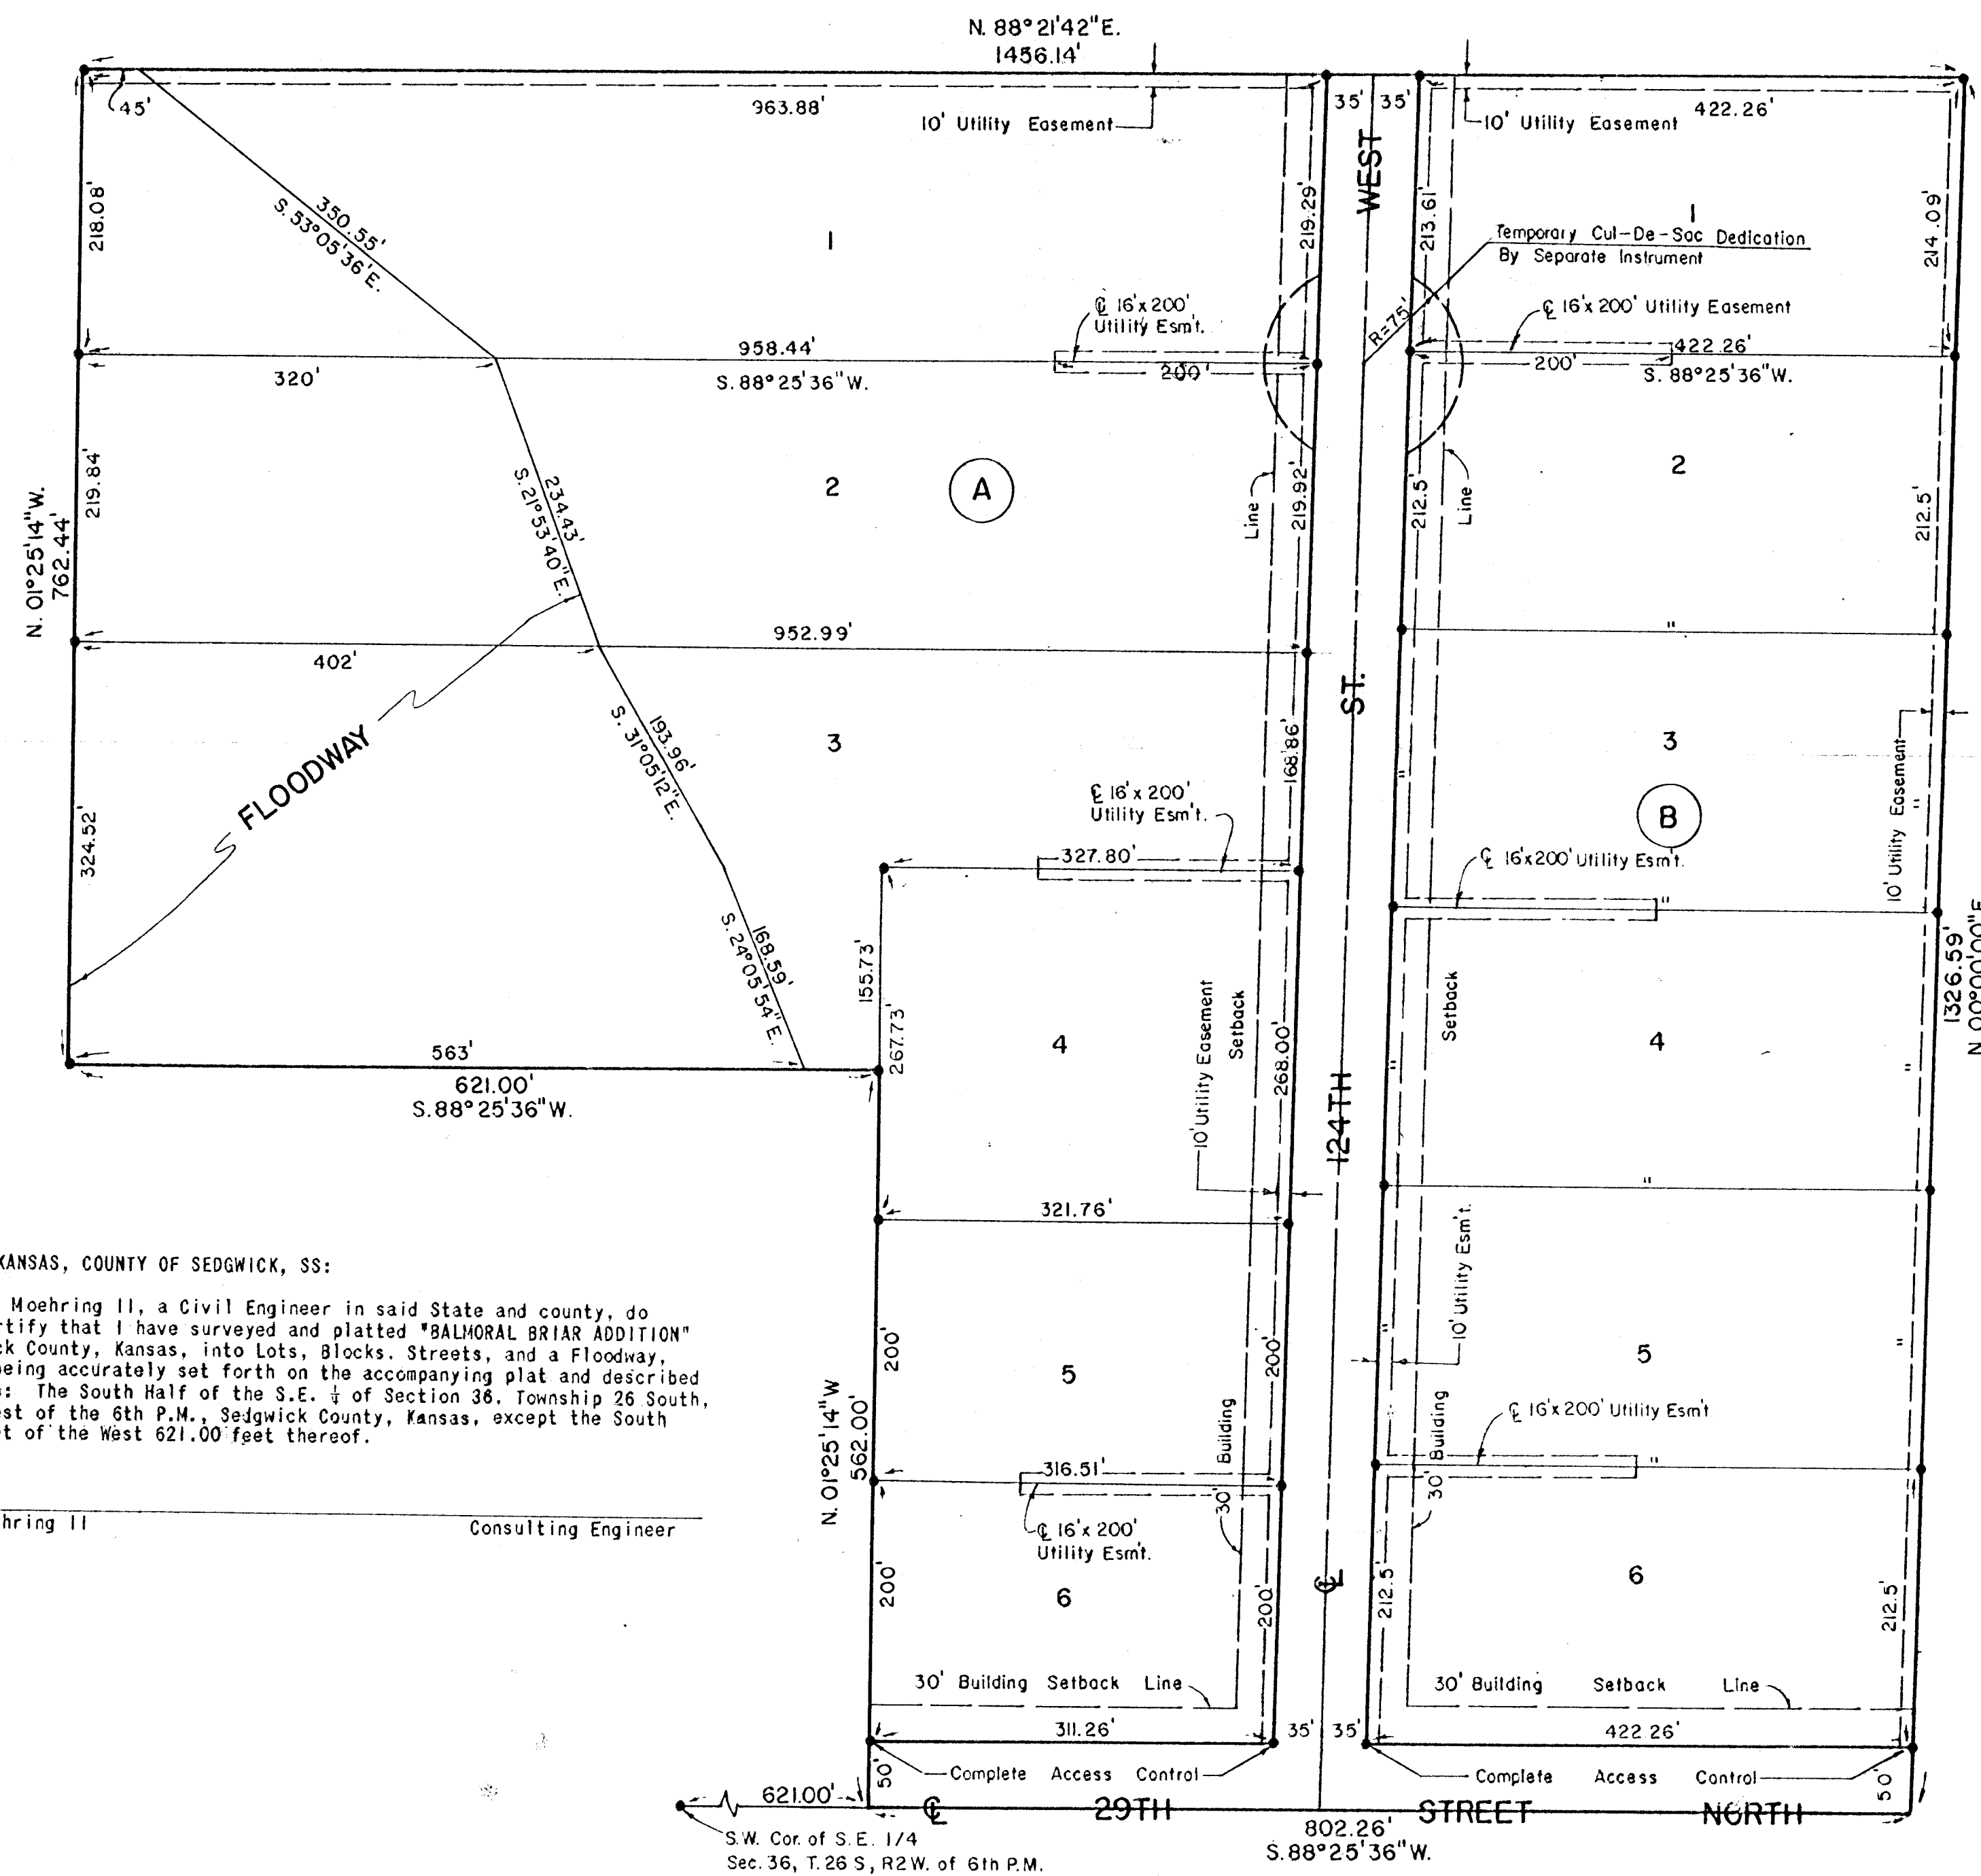 N. 88°21'42"E.
1456.14'
45'
963.88'
10' Utility Easement
35' 35'
422.26'
10' Utility Easement
218.08'
350.55'
S. 53°05'36"E.
1
219.29'
WEST
213.61'
1
Temporary Cul-De-Sac Dedication
By Separate Instrument
214.09'
℄ 16'x200'
Utility Esm't.
R=75'
℄ 16'x200' Utility Easement
958.44'
320'
S. 88°25'36"W.
200'
422.26'
200'
S. 88°25'36"W.
N. 01°25'14"W.
762.44'
219.84'
234.43'
S. 21°53'40"E.
2
A
Line
219.92'
212.5'
Line
2
212.5'
952.99'
402'
"
FLOODWAY
324.52'
193.96'
S. 31°05'12"E.
3
168.86'
ST.
"
3
B
10' Utility Easement
"
℄ 16'x200'
Utility Esm't.
327.80'
℄ 16'x200' Utility Esm't.
"
168.59'
S. 24°05'54"E.
155.73'
267.73'
4
10' Utility Easement
Setback
268.00'
124TH
"
Setback
4
"
1326.59'
N 00°00'00"E
563'
621.00'
S. 88°25'36"W.
321.76'
"
KANSAS, COUNTY OF SEDGWICK, SS:
Moehring II, a Civil Engineer in said State and county, do
rtify that I have surveyed and platted "BALMORAL BRIAR ADDITION"
ck County, Kansas, into Lots, Blocks. Streets, and a Floodway,
being accurately set forth on the accompanying plat and described
: The South Half of the S.E. ¼ of Section 36, Township 26 South,
est of the 6th P.M., Sedgwick County, Kansas, except the South
t of the West 621.00 feet thereof.
hring II Consulting Engineer
N. 01°25'14"W
562.00'
200'
5
200'
Building
30'
"
10' Utility Esm't.
30' Building
5
"
316.51'
℄ 16'x200'
Utility Esm't.
℄ 16'x200' Utility Esm't
"
200'
6
200'
℄
212.5'
6
212.5'
30' Building Setback Line
30' Building Setback Line
311.26'
35' 35'
422.26'
50'
Complete Access Control
Complete Access Control
50'
621.00'
℄ 29TH STREET NORTH
802.26'
S.88°25'36"W.
S.W. Cor. of S.E. 1/4
Sec. 36, T. 26 S, R2W. of 6th P.M.